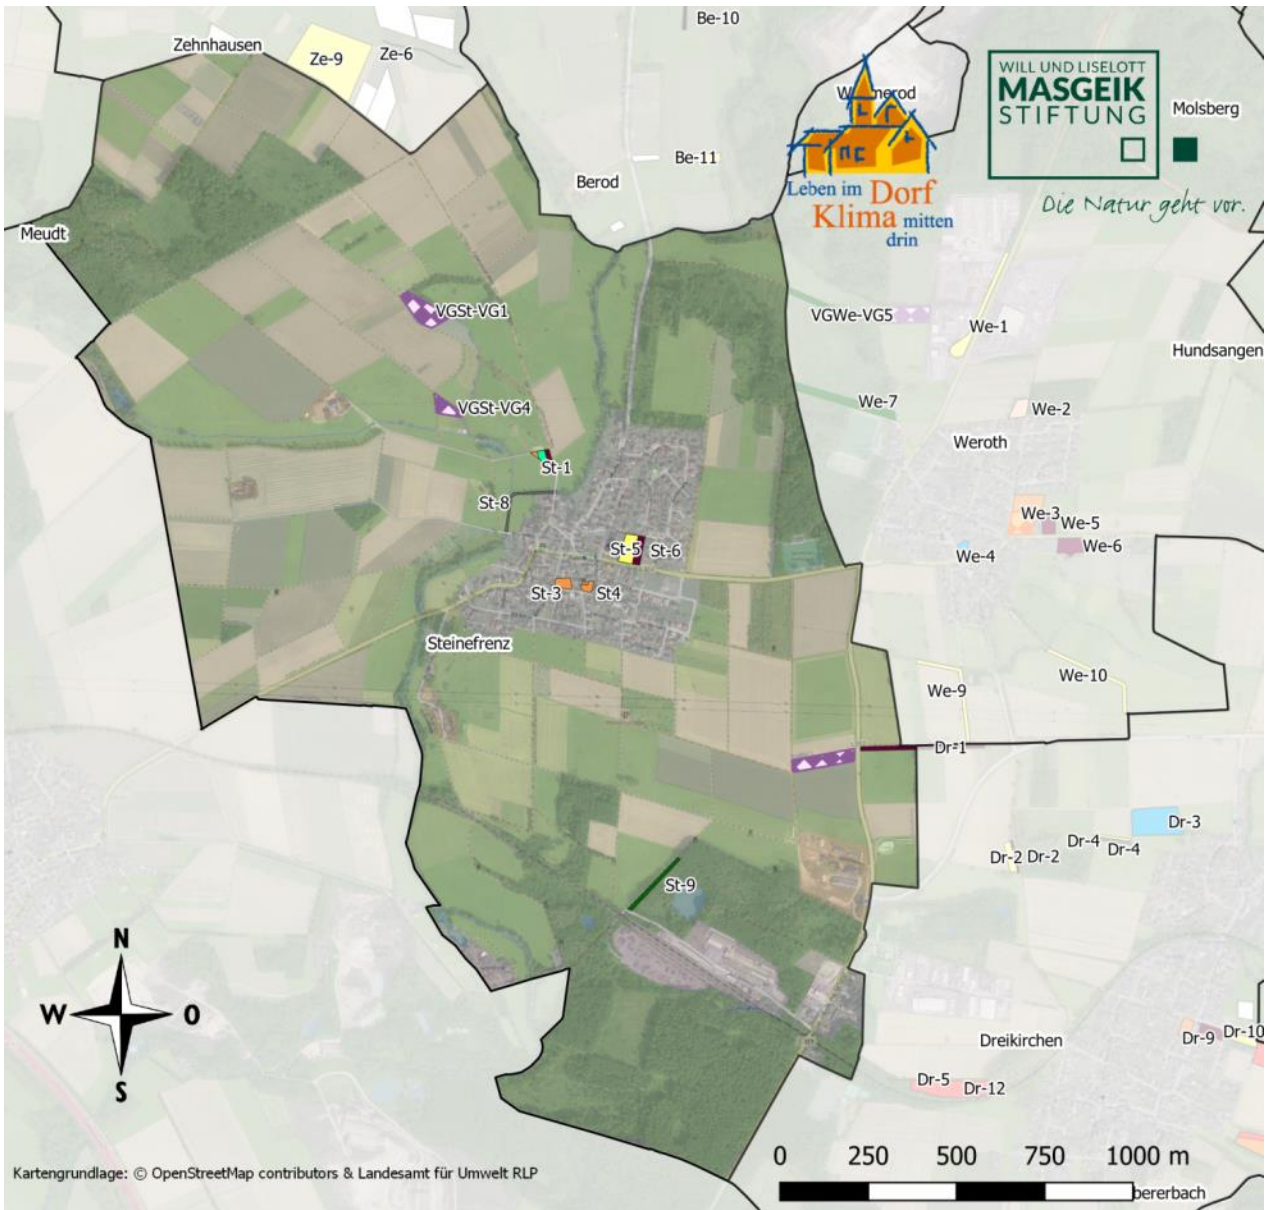 Be-10
Zehnhausen
Ze-9
Ze-6
WILL UND LISELOTT
MASGEIK
STIFTUNG
Molsberg
Be-11
Berod
Leben im Dorf
Klima mitten
drin
Die Natur geht vor.
Meudt
VGSt-VG1
VGWe-VG5
We-1
Hundsangen
VGSt-VG4
We-7
We-2
Weroth
St-1
St-8
We-3
We-5
St-5
St-6
We-4
We-6
St-3
St4
Steinefrenz
We-9
We-10
Dr-1
Dr-3
Dr-4
Dr-4
Dr-2
Dr-2
St-9
N
W
O
S
Dreikirchen
Dr-9
Dr-10
Dr-5
Dr-12
0 250 500 750 1000 m
Kartengrundlage: © OpenStreetMap contributors & Landesamt für Umwelt RLP
bererbach